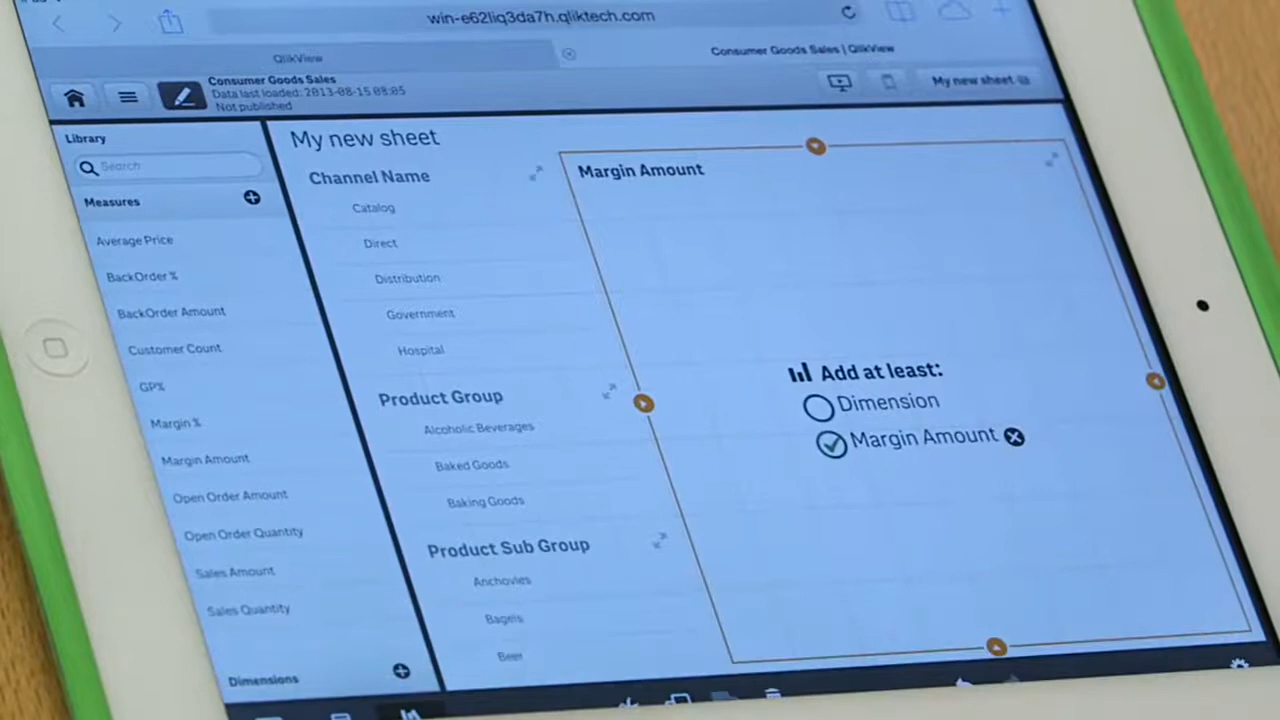 win-e62liq3da7h.qliktech.com
QlikView
Consumer Goods Sales | QlikView
Consumer Goods Sales
Data last loaded: 2013-08-15 08:05
Not published
My new sheet
Library
Search
Measures
Average Price
BackOrder %
BackOrder Amount
Customer Count
GP%
Margin %
Margin Amount
Open Order Amount
Open Order Quantity
Sales Amount
Sales Quantity
Dimensions
My new sheet
Channel Name
Catalog
Direct
Distribution
Government
Hospital
Product Group
Alcoholic Beverages
Baked Goods
Baking Goods
Product Sub Group
Anchovies
Bagels
Beer
Margin Amount
Add at least:
Dimension
Margin Amount